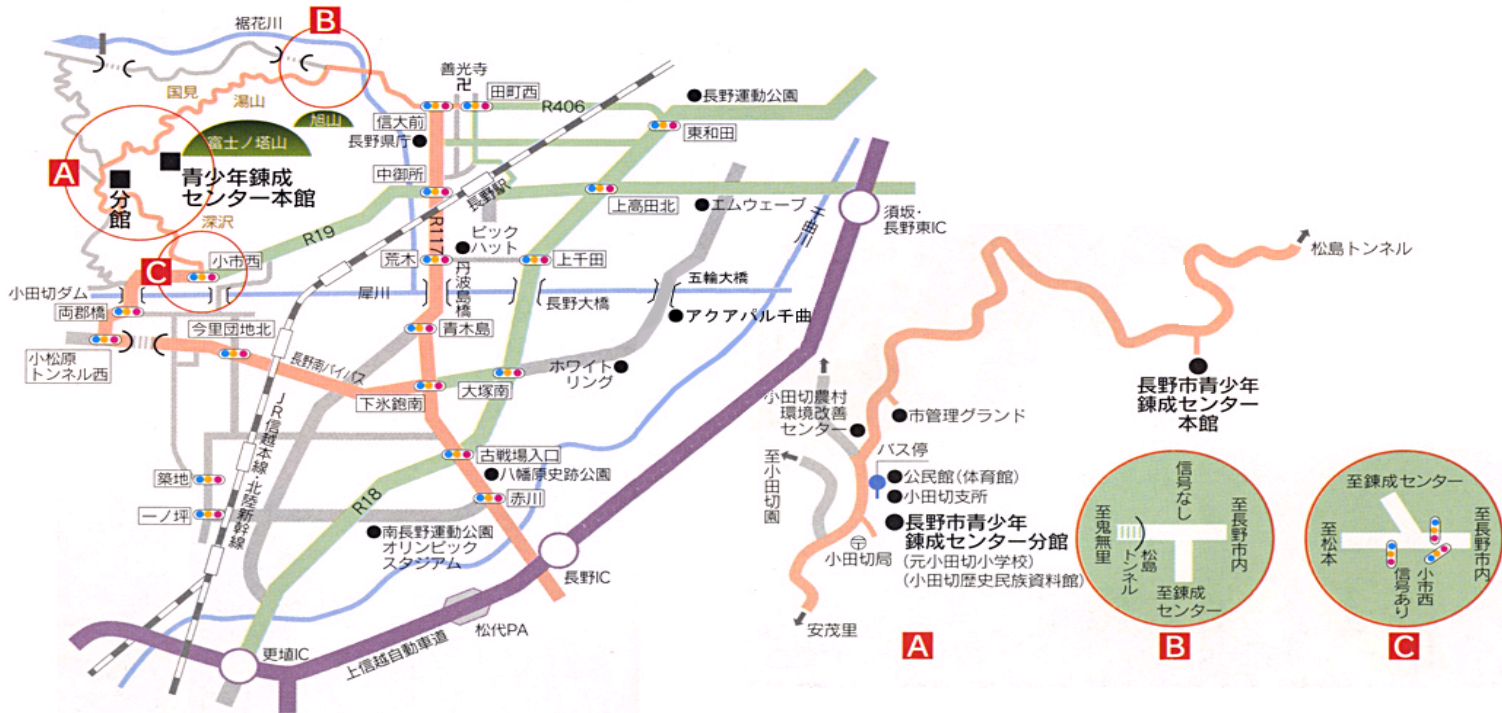 裾花川
B
善光寺
卍
田町西
R406
長野運動公園
国見
湯山
旭山
富士ノ塔山
信大前
長野県庁
東和田
A
分館
青少年錬成
センター本館
中御所
長野駅
上高田北
エムウェーブ
千曲川
須坂・
長野東IC
深沢
R19
R117
ビック
ハット
C
小市西
荒木
丹波島橋
上千田
五輪大橋
小田切ダム
犀川
長野大橋
両郡橋
今里団地北
青木島
アクアパル千曲
小松原
トンネル西
長野南バイパス
ホワイト
リング
下氷鉋南
大塚南
JR信越本線・北陸新幹線
古戦場入口
八幡原史跡公園
築地
一ノ坪
R18
赤川
南長野運動公園
オリンピック
スタジアム
長野IC
松代PA
更埴IC
上信越自動車道
松島トンネル
長野市青少年
錬成センター
本館
小田切農村
環境改善
センター
市管理グランド
バス停
至小田切園
公民館(体育館)
小田切支所
長野市青少年
錬成センター分館
(元小田切小学校)
(小田切歴史民族資料館)
〒
小田切局
安茂里
A
信号なし
至鬼無里
松島
トンネル
至長野市内
至錬成
センター
B
至錬成センター
至松本
信号あり
小市西
至長野市内
C